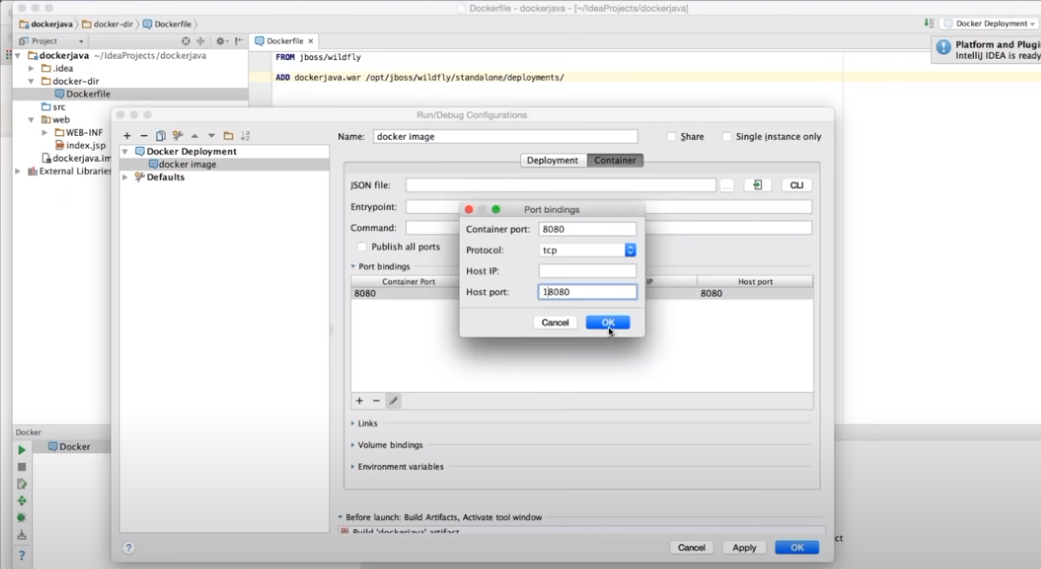 Dockerfile - dockerjava - [~/IdeaProjects/dockerjava]
dockerjava docker-dir Dockerfile
Docker Deployment
Project
Dockerfile
Platform and Plugi
IntelliJ IDEA is ready
dockerjava ~/IdeaProjects/dockerjava
.idea
docker-dir
Dockerfile
src
web
WEB-INF
index.jsp
dockerjava.im
External Libraries
FROM jboss/wildfly
ADD dockerjava.war /opt/jboss/wildfly/standalone/deployments/
Run/Debug Configurations
Docker Deployment
docker image
Defaults
Name: docker image
Share
Single instance only
Deployment Container
JSON file:
... CLI
Entrypoint:
Command:
Publish all ports
Port bindings
Container Port IP Host port
8080 8080
Port bindings
Container port: 8080
Protocol: tcp
Host IP:
Host port: 18080
Cancel OK
Links
Volume bindings
Environment variables
Before launch: Build Artifacts, Activate tool window
Build 'dockerjava' artifact
? Cancel Apply OK
Docker
Docker
ct
?